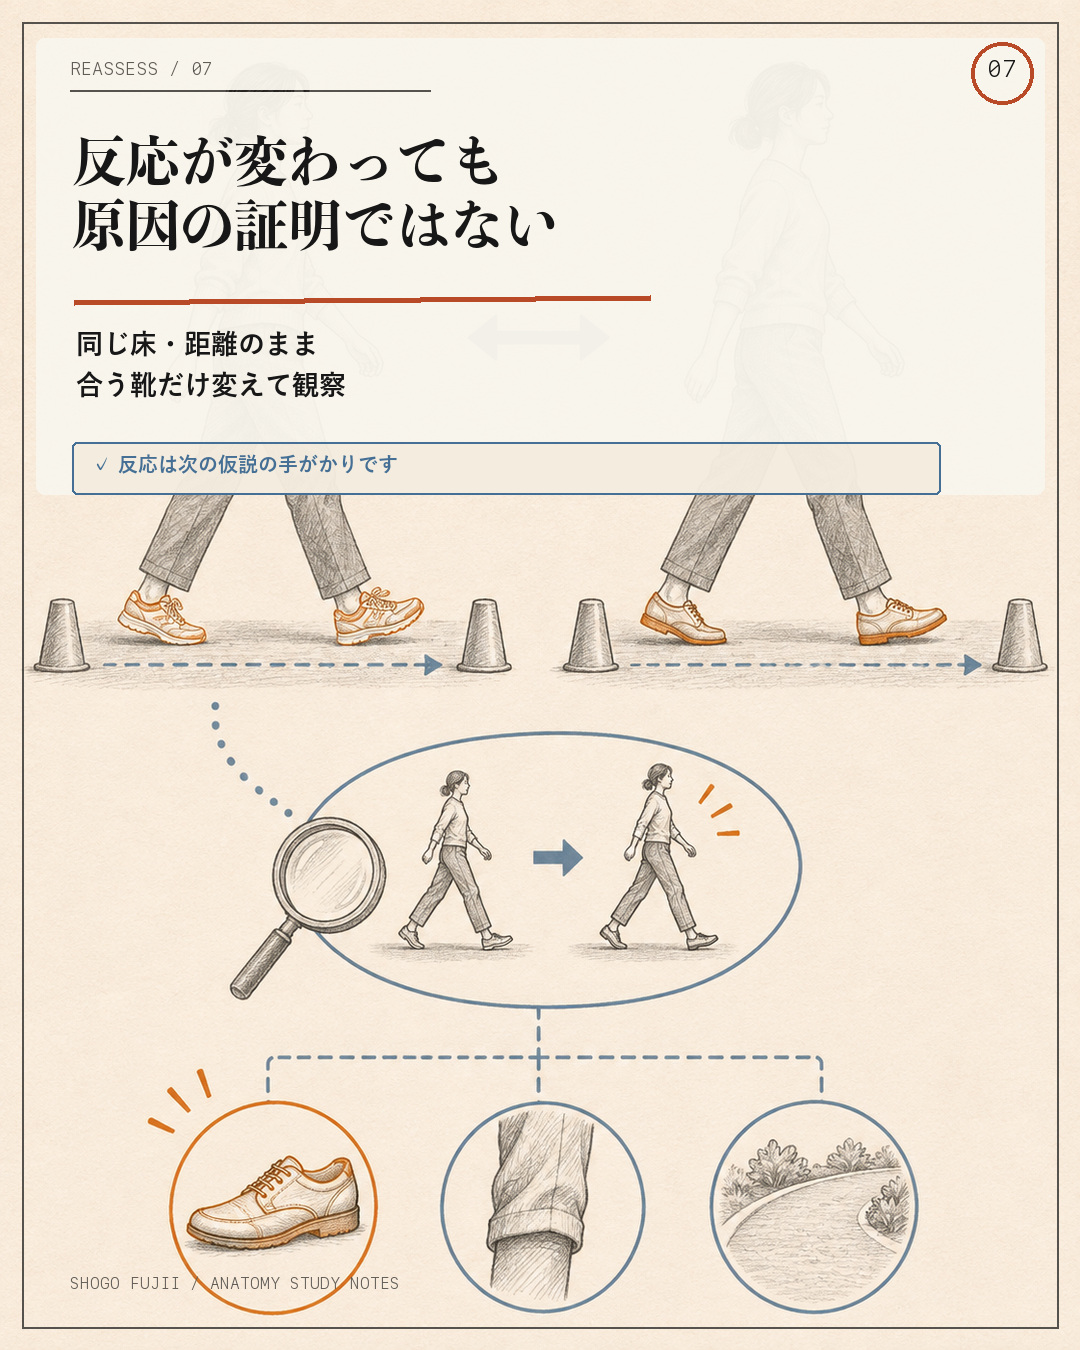 REASSESS / 07
07
反応が変わっても
原因の証明ではない
同じ床・距離のまま
合う靴だけ変えて観察
✓ 反応は次の仮説の手がかりです
SHOGO FUJII / ANATOMY STUDY NOTES